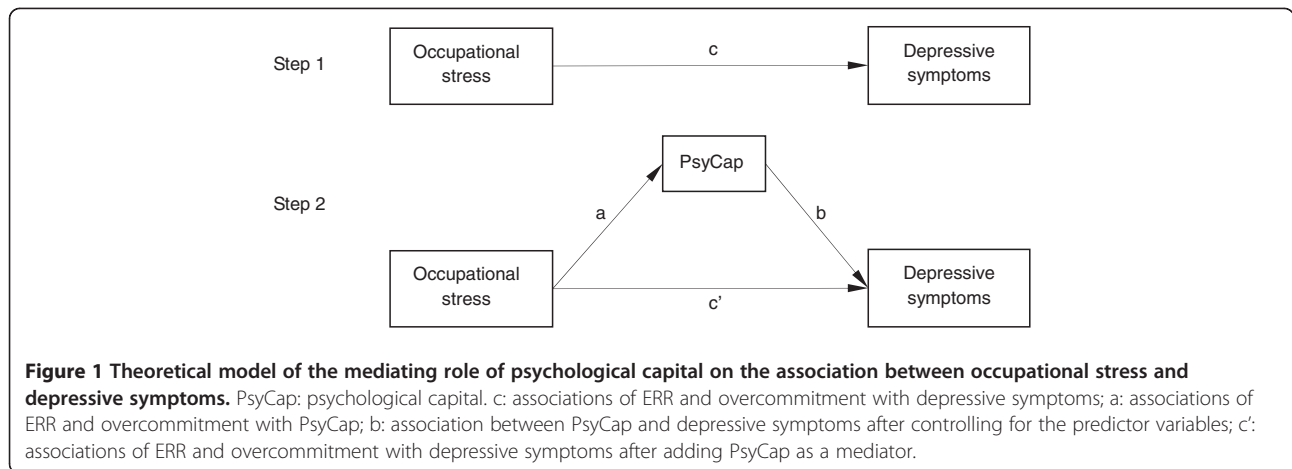 Step 1
Occupational
stress
c
Depressive
symptoms
PsyCap
Step 2
a
b
Occupational
stress
c'
Depressive
symptoms
Figure 1 Theoretical model of the mediating role of psychological capital on the association between occupational stress and
depressive symptoms. PsyCap: psychological capital. c: associations of ERR and overcommitment with depressive symptoms; a: associations of
ERR and overcommitment with PsyCap; b: association between PsyCap and depressive symptoms after controlling for the predictor variables; c':
associations of ERR and overcommitment with depressive symptoms after adding PsyCap as a mediator.